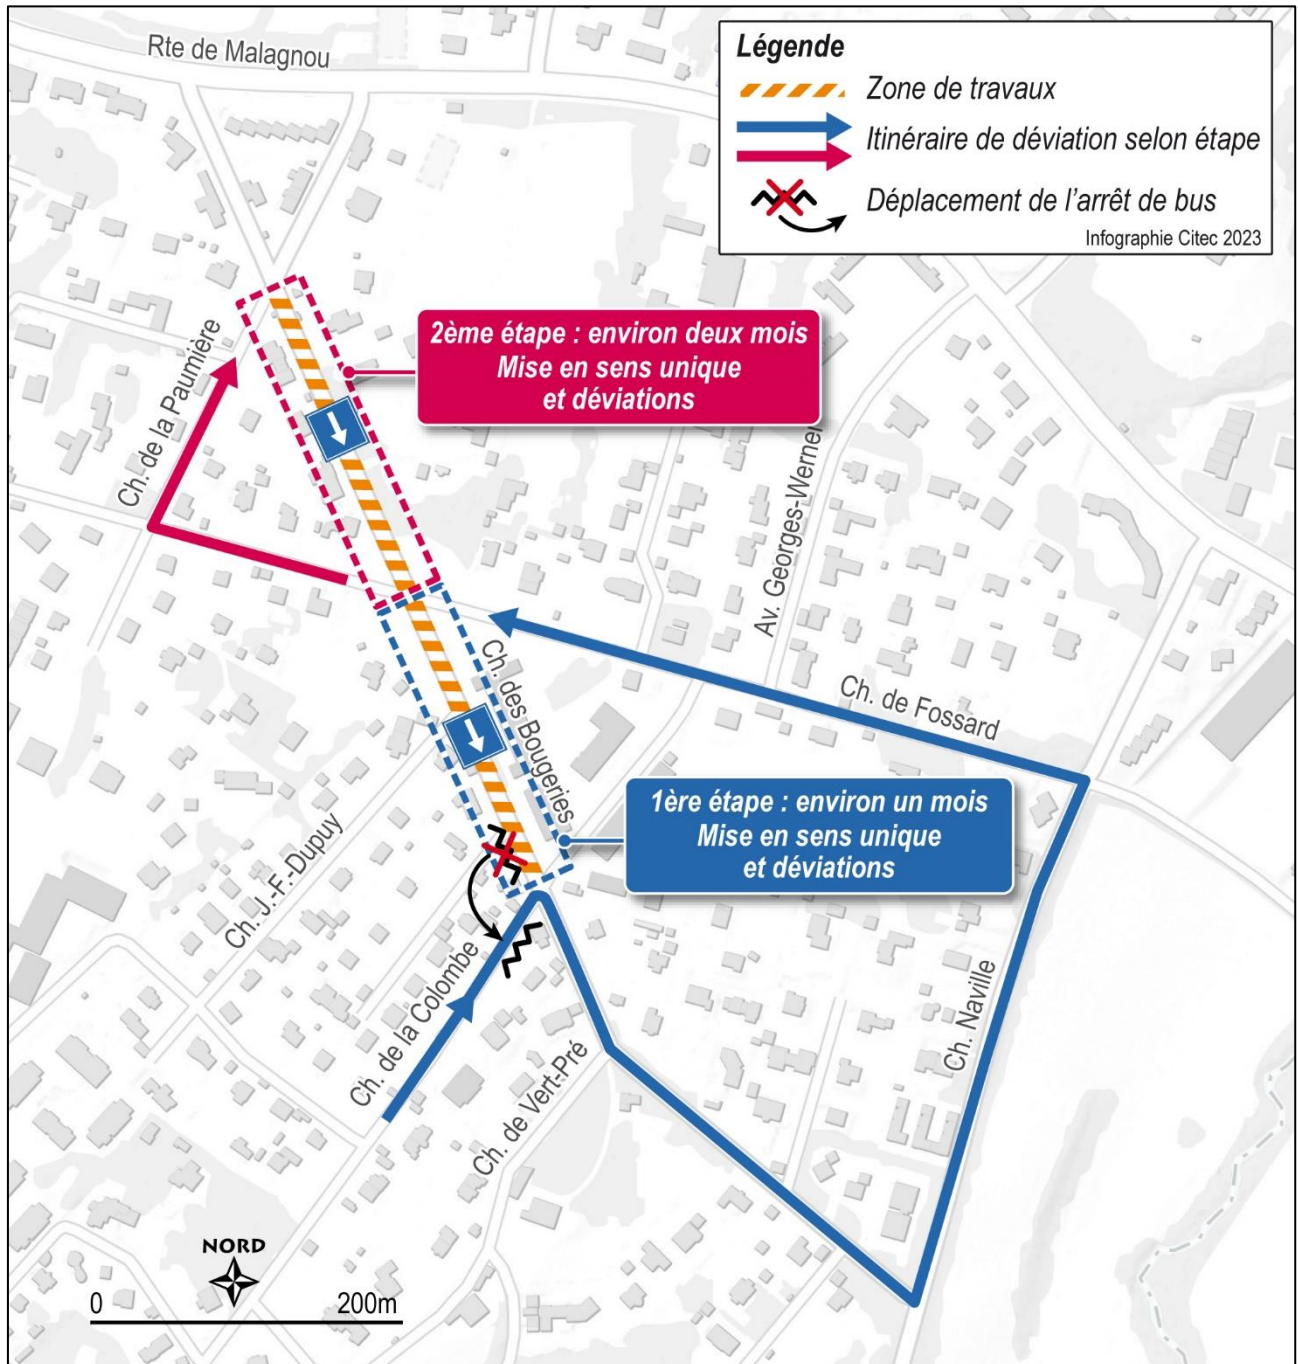 Rte de Malagnou
Légende
Zone de travaux
Itinéraire de déviation selon étape
Déplacement de l'arrêt de bus
Infographie Citec 2023
2ème étape : environ deux mois
Mise en sens unique
et déviations
Ch. de la Paumière
Av. Georges-Werner
Ch. des Bougeries
Ch. de Fossard
1ère étape : environ un mois
Mise en sens unique
et déviations
Ch. J.-F.-Dupuy
Ch. de la Colombe
Ch. de Vert-Pré
Ch. Naville
NORD
0 200m